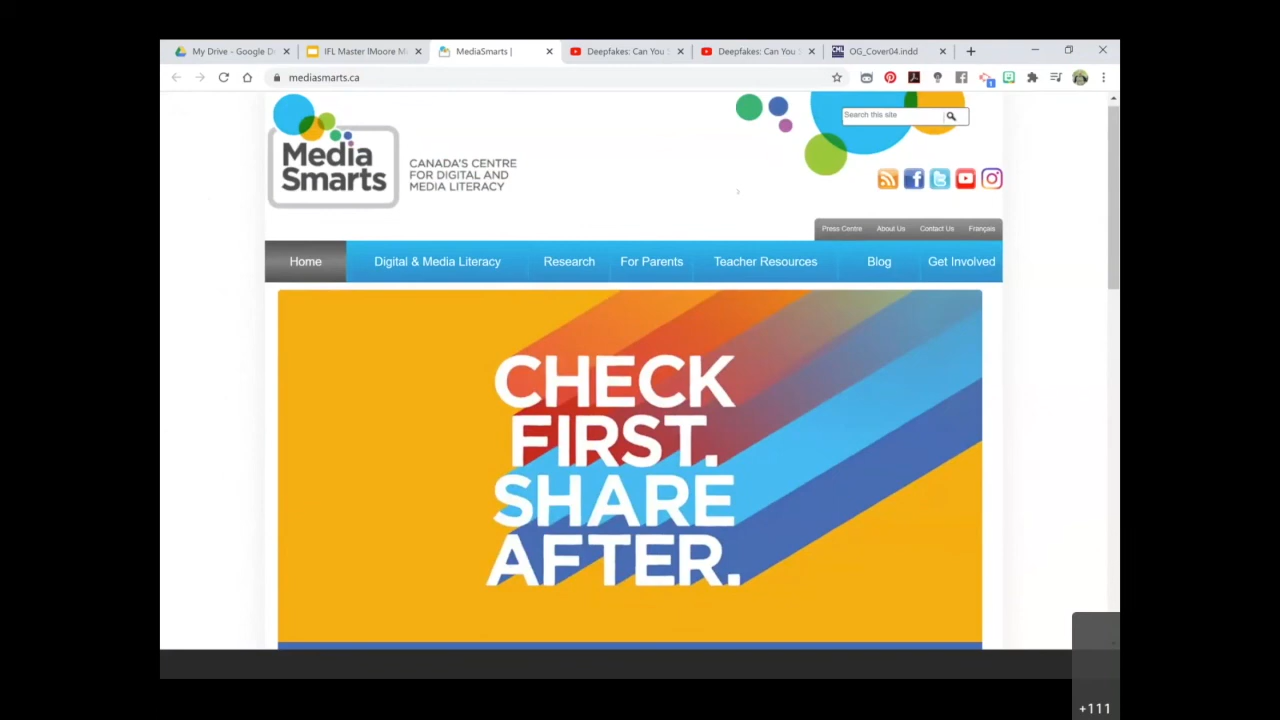 My Drive - Google D
IFL Master IMoore M
MediaSmarts |
Deepfakes: Can You
Deepfakes: Can You S
OG_Cover04.indd
mediasmarts.ca
Search this site
Media
Smarts
CANADA'S CENTRE
FOR DIGITAL AND
MEDIA LITERACY
Press Centre
About Us
Contact Us
Français
Home
Digital & Media Literacy
Research
For Parents
Teacher Resources
Blog
Get Involved
CHECK
FIRST.
SHARE
AFTER.
+111